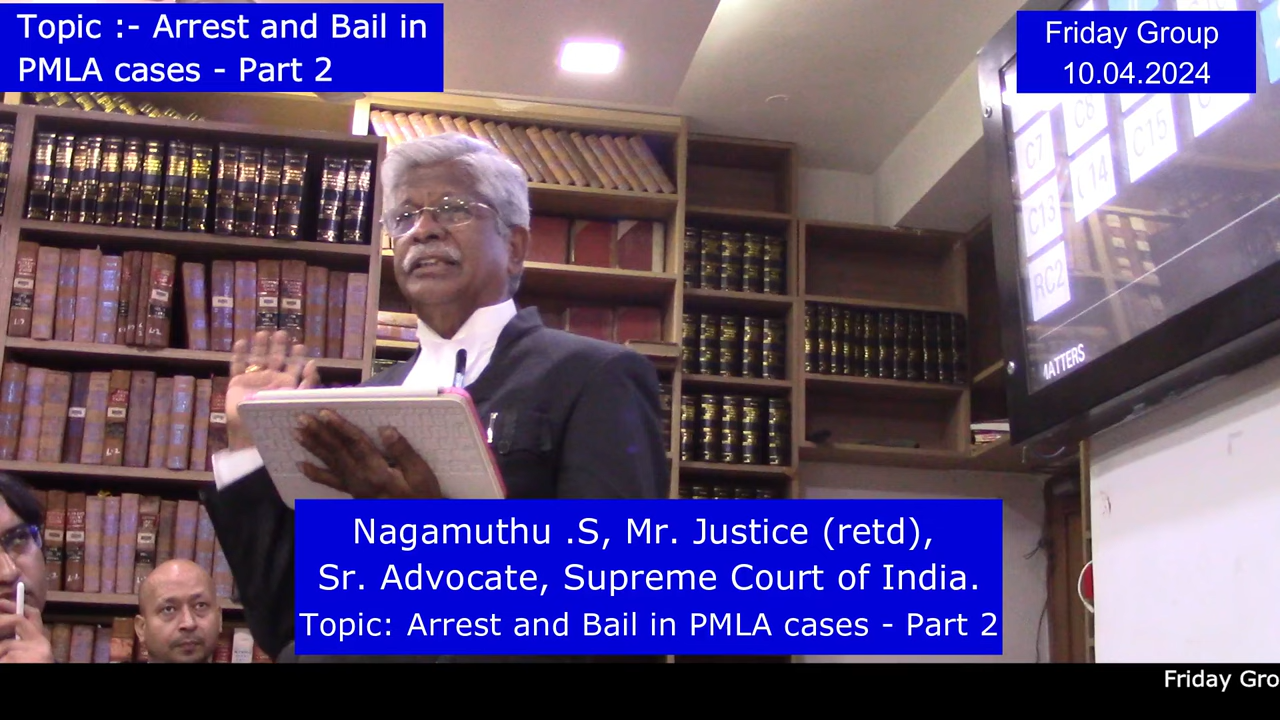 Topic :- Arrest and Bail in
PMLA cases - Part 2
Friday Group
10.04.2024
C7
C8
C15
C13
C14
RC2
MATTERS
Nagamuthu .S, Mr. Justice (retd),
Sr. Advocate, Supreme Court of India.
Topic: Arrest and Bail in PMLA cases - Part 2
Friday Gro